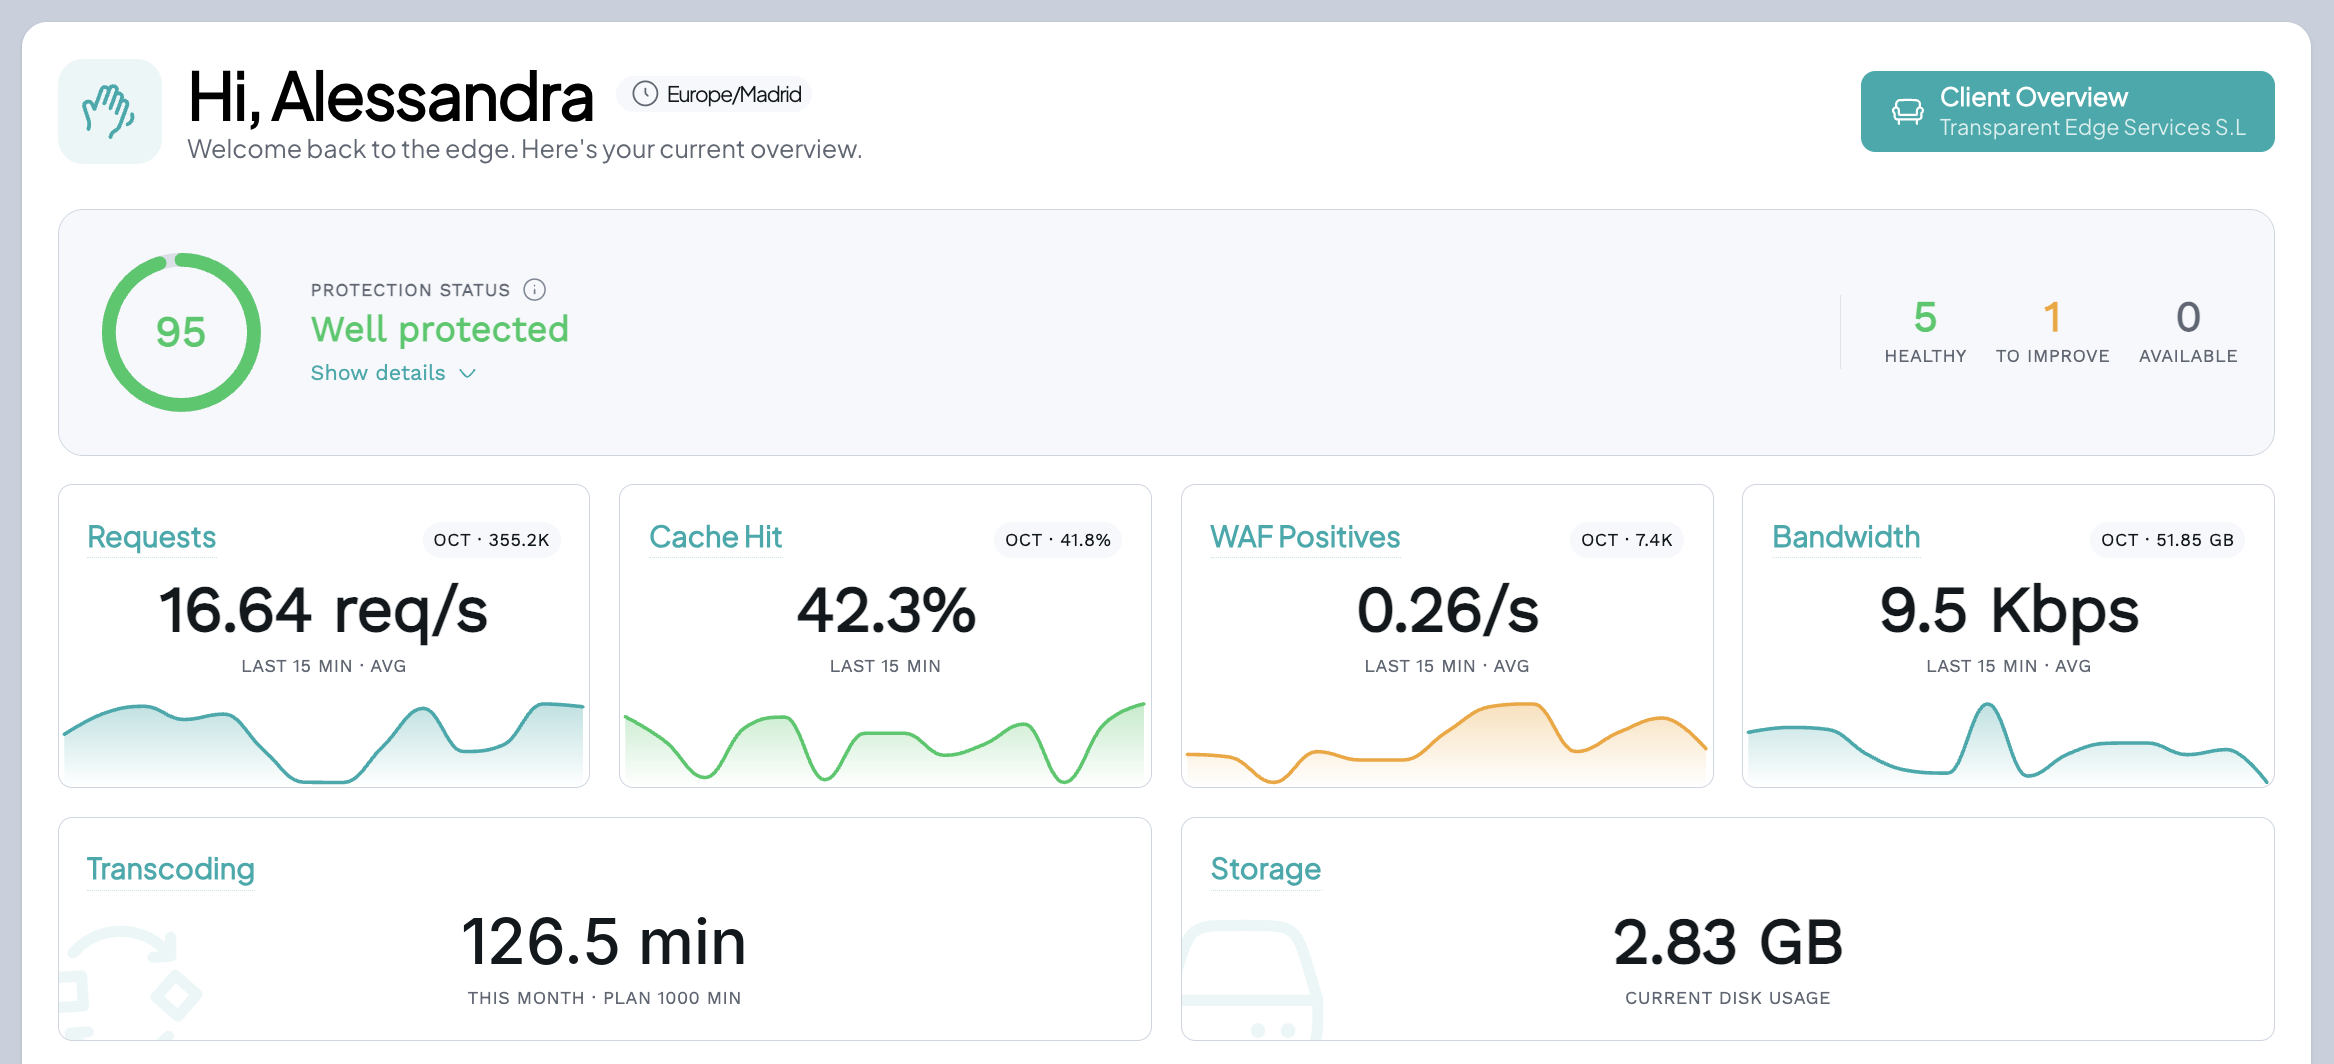 Hi, Alessandra
Europe/Madrid
Welcome back to the edge. Here's your current overview.
Client Overview
Transparent Edge Services S.L
95
PROTECTION STATUS
Well protected
Show details
5
HEALTHY
1
TO IMPROVE
0
AVAILABLE
Requests
OCT · 355.2K
16.64 req/s
LAST 15 MIN · AVG
Cache Hit
OCT · 41.8%
42.3%
LAST 15 MIN
WAF Positives
OCT · 7.4K
0.26/s
LAST 15 MIN · AVG
Bandwidth
OCT · 51.85 GB
9.5 Kbps
LAST 15 MIN · AVG
Transcoding
126.5 min
THIS MONTH · PLAN 1000 MIN
Storage
2.83 GB
CURRENT DISK USAGE